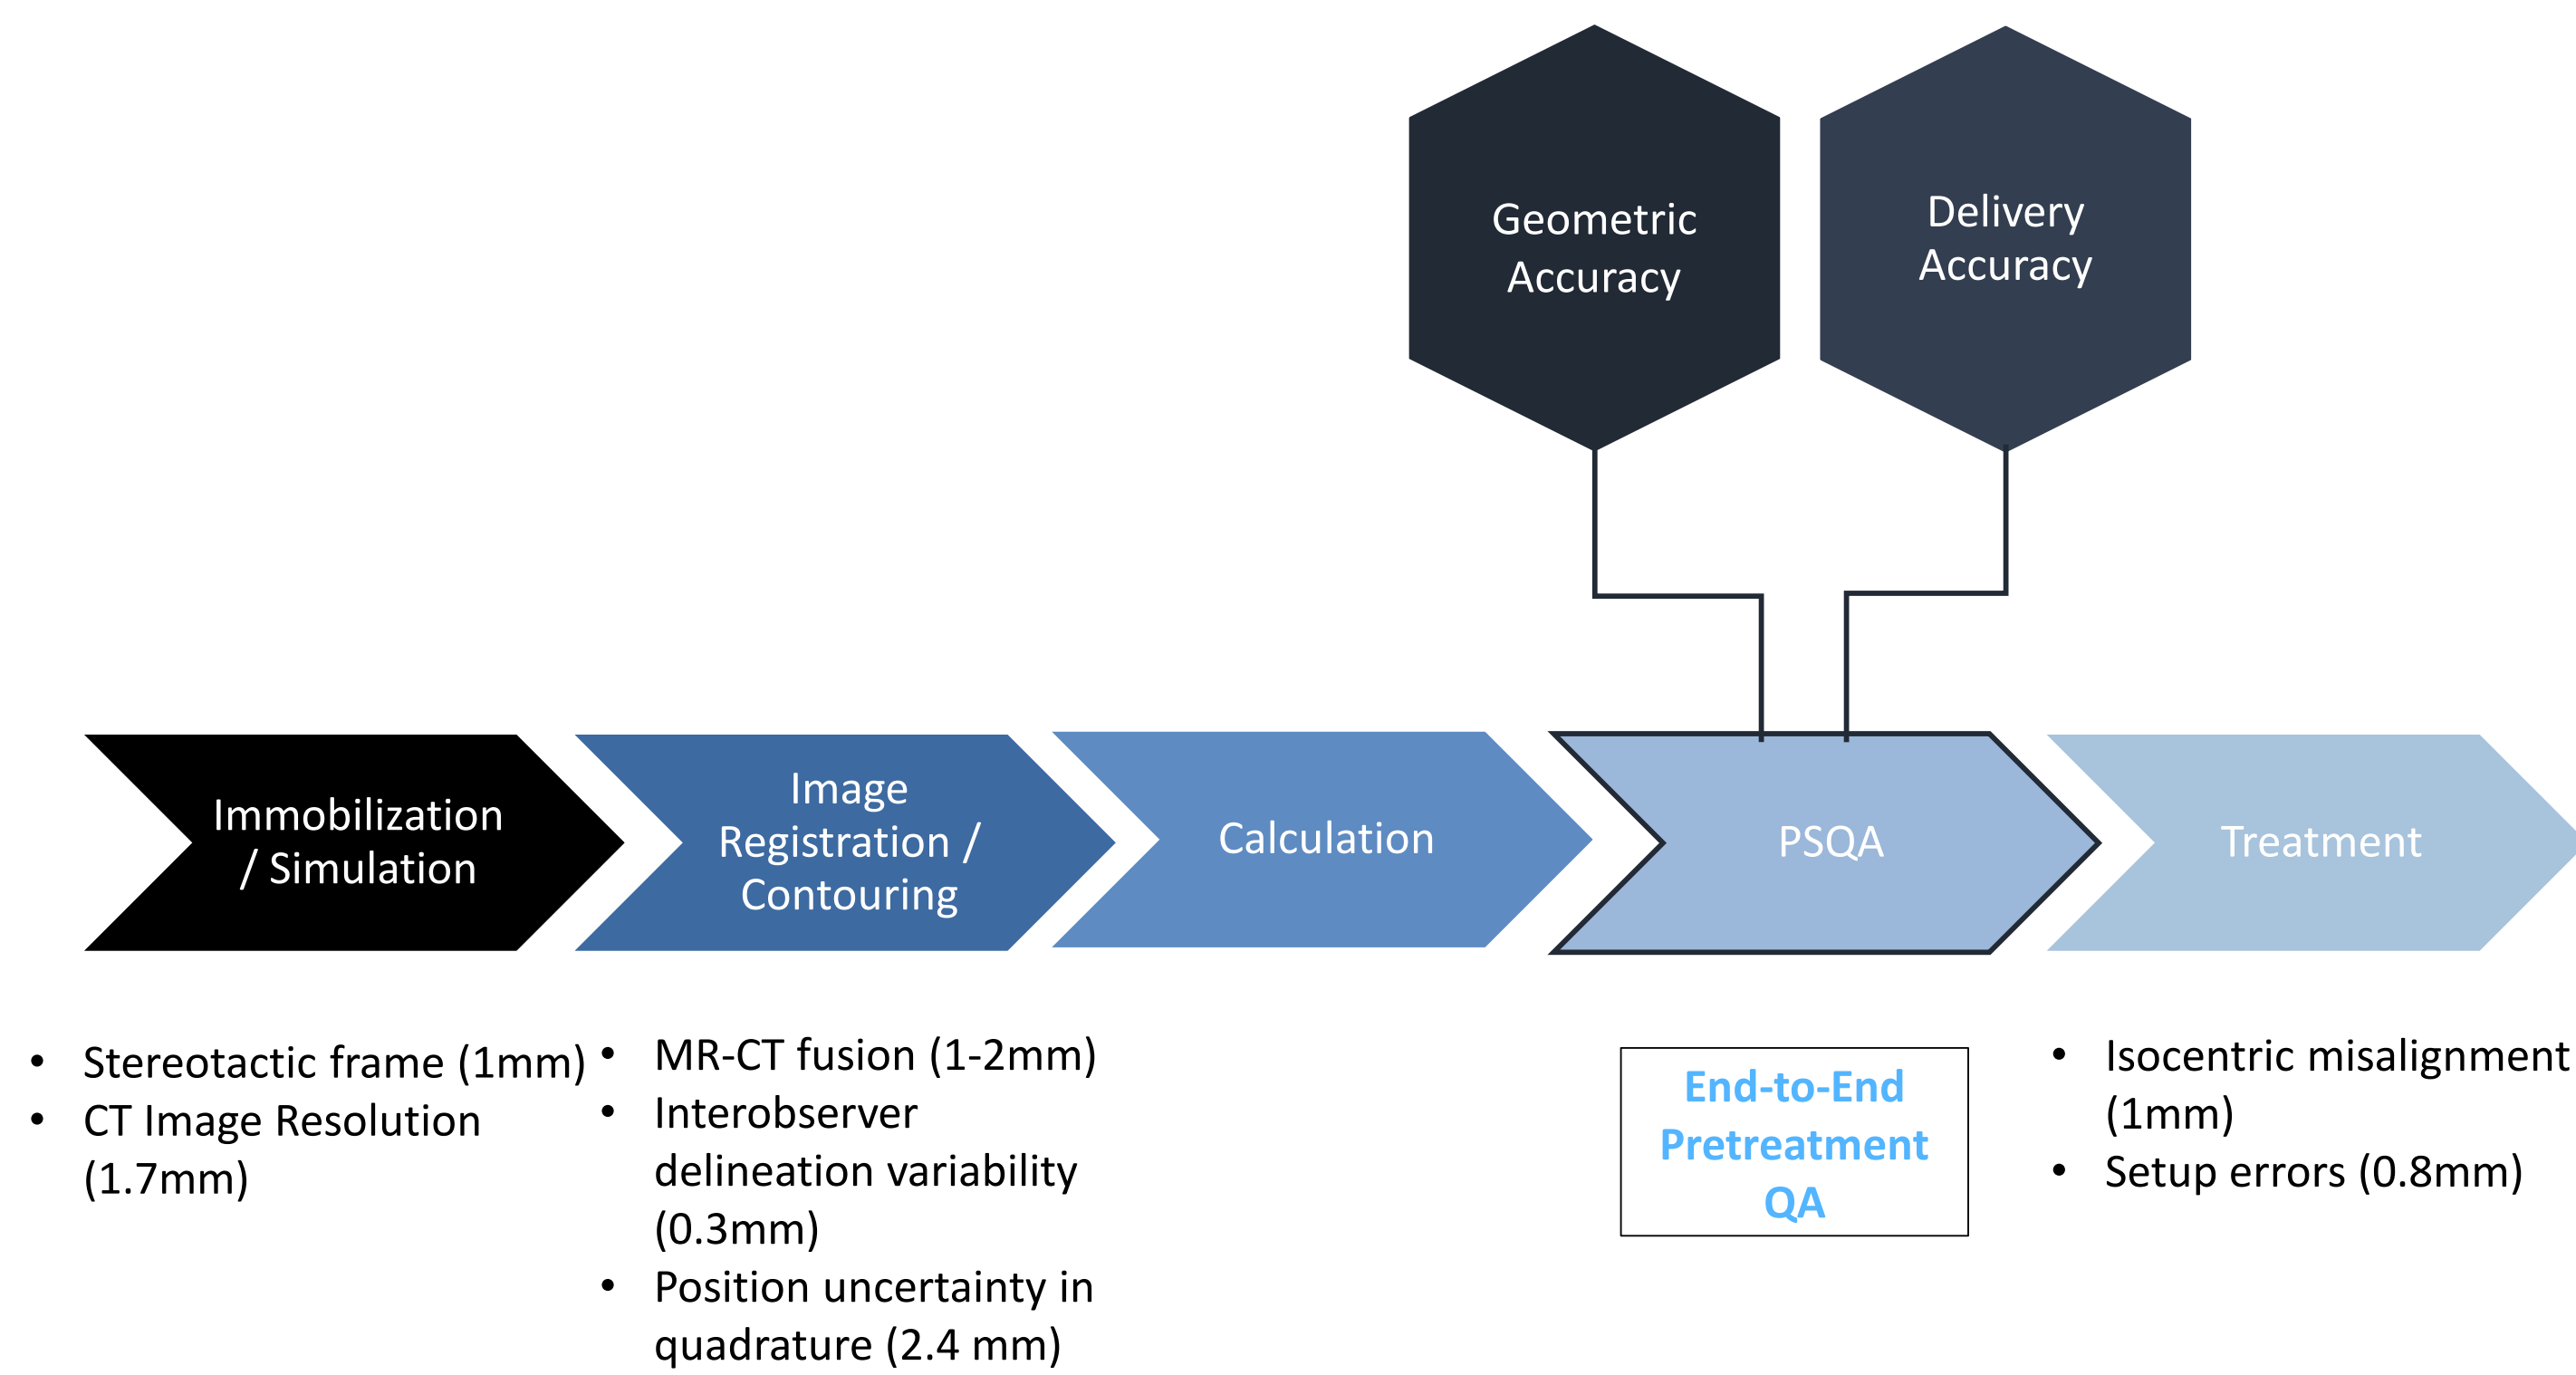 Geometric
Accuracy
Delivery
Accuracy
Immobilization
/ Simulation
Image
Registration /
Contouring
Calculation
PSQA
Treatment
• Stereotactic frame (1mm)
• CT Image Resolution
(1.7mm)
• MR-CT fusion (1-2mm)
• Interobserver
delineation variability
(0.3mm)
• Position uncertainty in
quadrature (2.4 mm)
End-to-End
Pretreatment
QA
• Isocentric misalignment
(1mm)
• Setup errors (0.8mm)